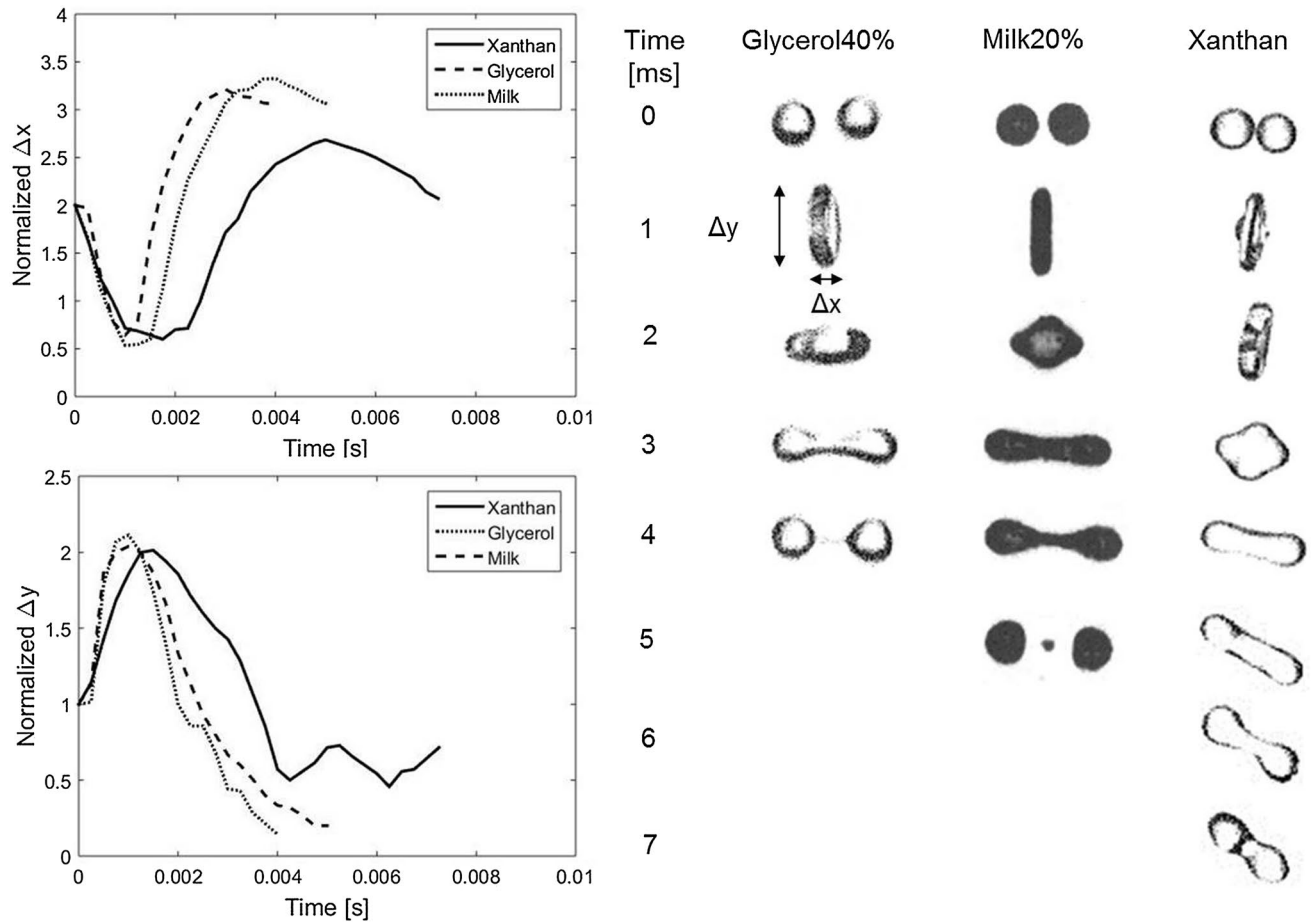 4
3.5
3
2.5
2
1.5
1
0.5
0
Normalized Δx
Xanthan
Glycerol
Milk
0 0.002 0.004 0.006 0.008 0.01
Time [s]
2.5
2
1.5
1
0.5
0
Normalized Δy
Xanthan
Glycerol
Milk
0 0.002 0.004 0.006 0.008 0.01
Time [s]
Time Glycerol40% Milk20% Xanthan
[ms]
0
1
Δy
Δx
2
3
4
5
6
7